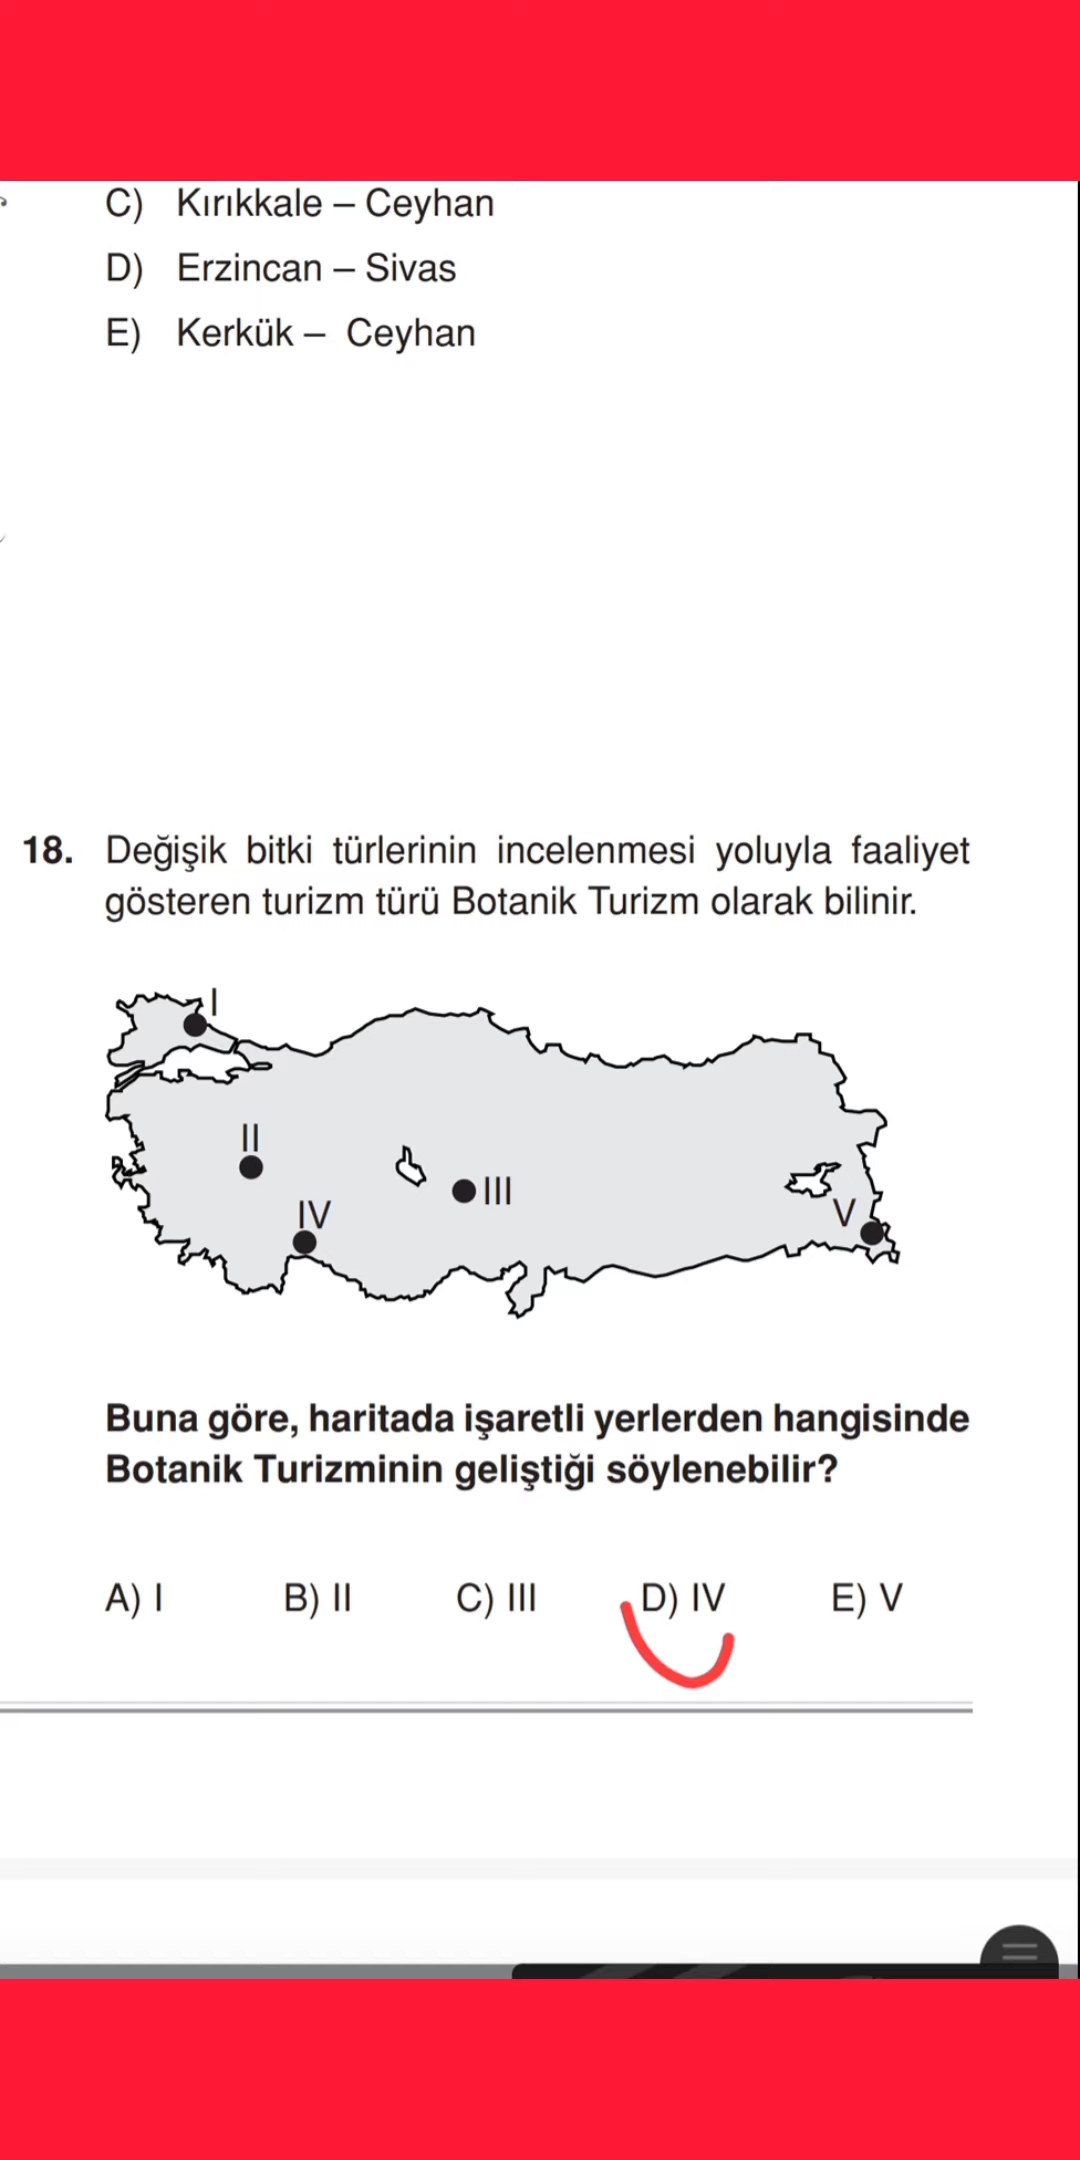 C) Kırıkkale – Ceyhan
D) Erzincan – Sivas
E) Kerkük – Ceyhan
18. Değişik bitki türlerinin incelenmesi yoluyla faaliyet
gösteren turizm türü Botanik Turizm olarak bilinir.
I
II
III
IV
V
Buna göre, haritada işaretli yerlerden hangisinde
Botanik Turizminin geliştiği söylenebilir?
A) I B) II C) III D) IV E) V